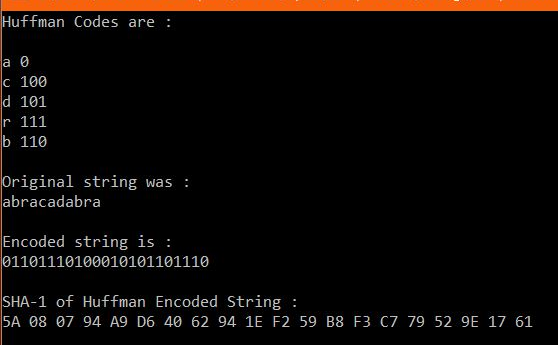 Huffman Codes are :
a 0
c 100
d 101
r 111
b 110
Original string was :
abracadabra
Encoded string is :
01101110100010101101110
SHA-1 of Huffman Encoded String :
5A 08 07 94 A9 D6 40 62 94 1E F2 59 B8 F3 C7 79 52 9E 17 61